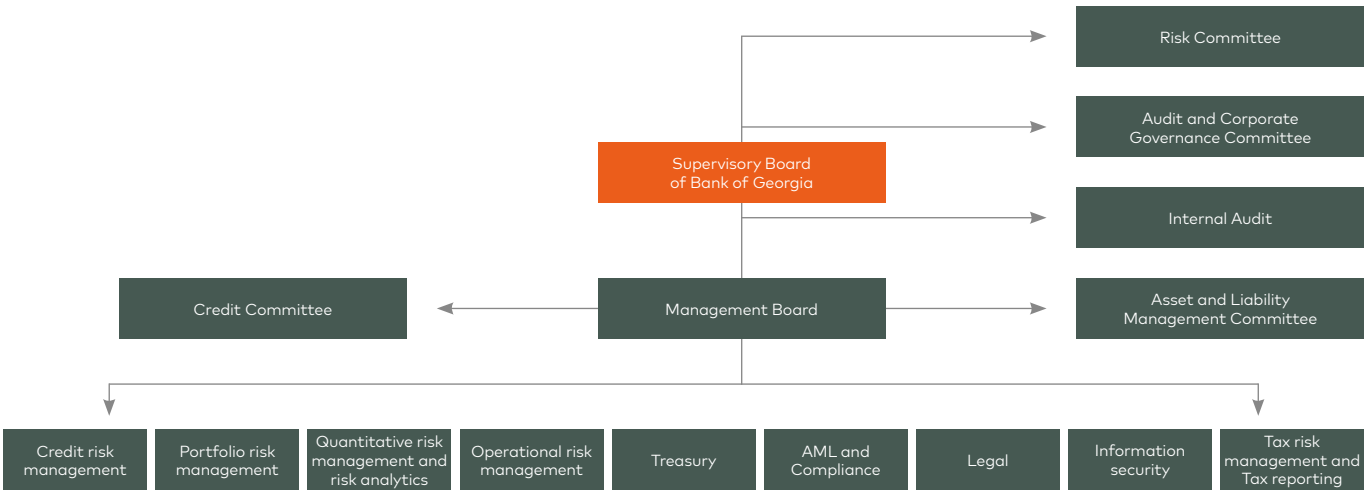 Risk Committee
Audit and Corporate
Governance Committee
Supervisory Board
of Bank of Georgia
Internal Audit
Credit Committee
Management Board
Asset and Liability
Management Committee
Credit risk
management
Portfolio risk
management
Quantitative risk
management and
risk analytics
Operational risk
management
Treasury
AML and
Compliance
Legal
Information
security
Tax risk
management and
Tax reporting